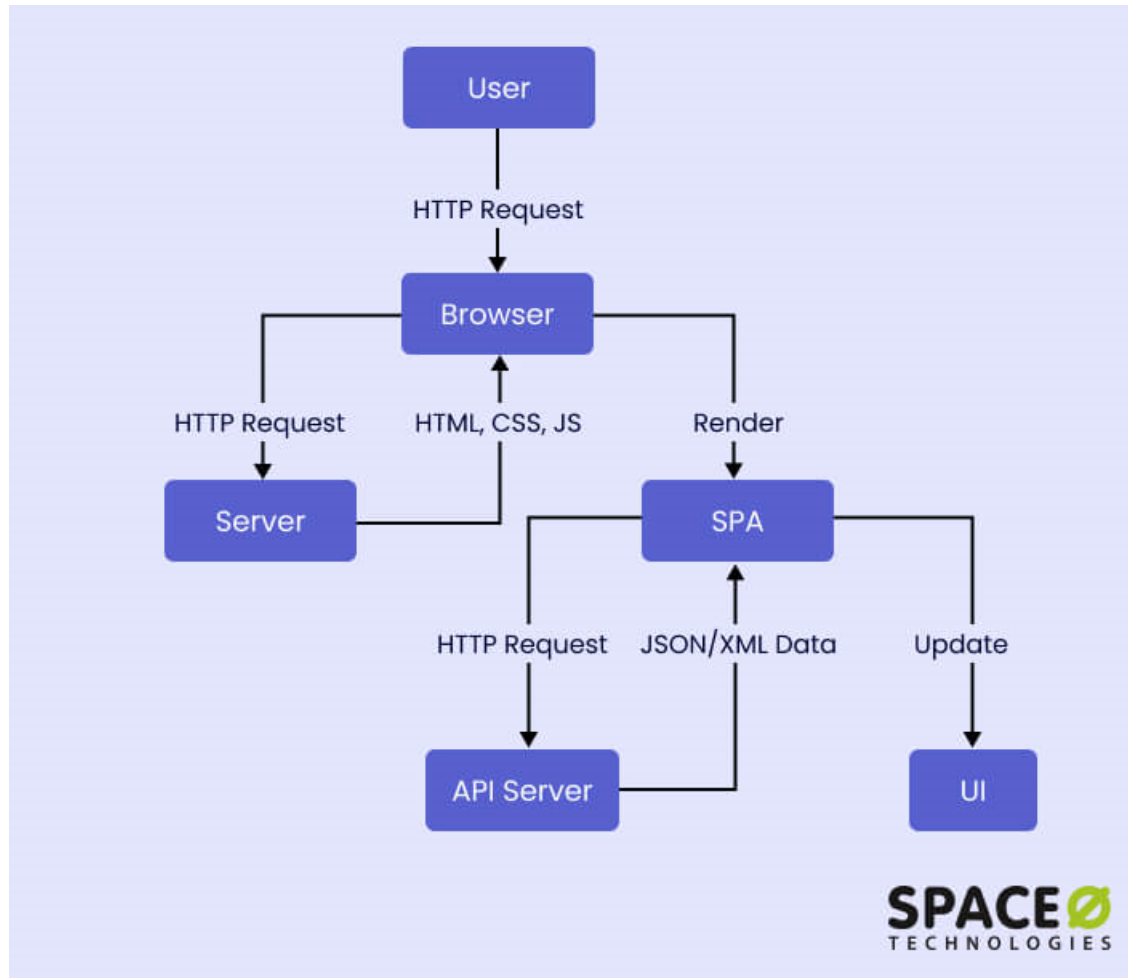 User
HTTP Request
Browser
HTTP Request
HTML, CSS, JS
Render
Server
SPA
HTTP Request
JSON/XML Data
Update
API Server
UI
SPACEO
TECHNOLOGIES